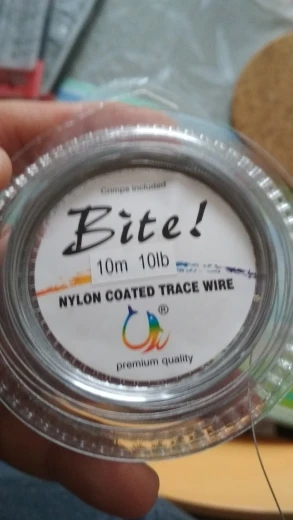 Crimps Included
Bite!
10m 10lb
NYLON COATED TRACE WIRE
®
premium quality